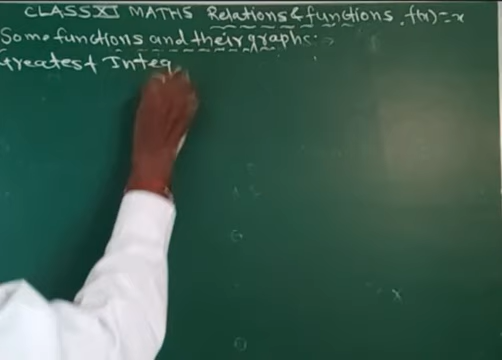 CLASS XI MATHS Relations & functions. f(x)=x
Some functions and their graphs:
Greatest Integ
x